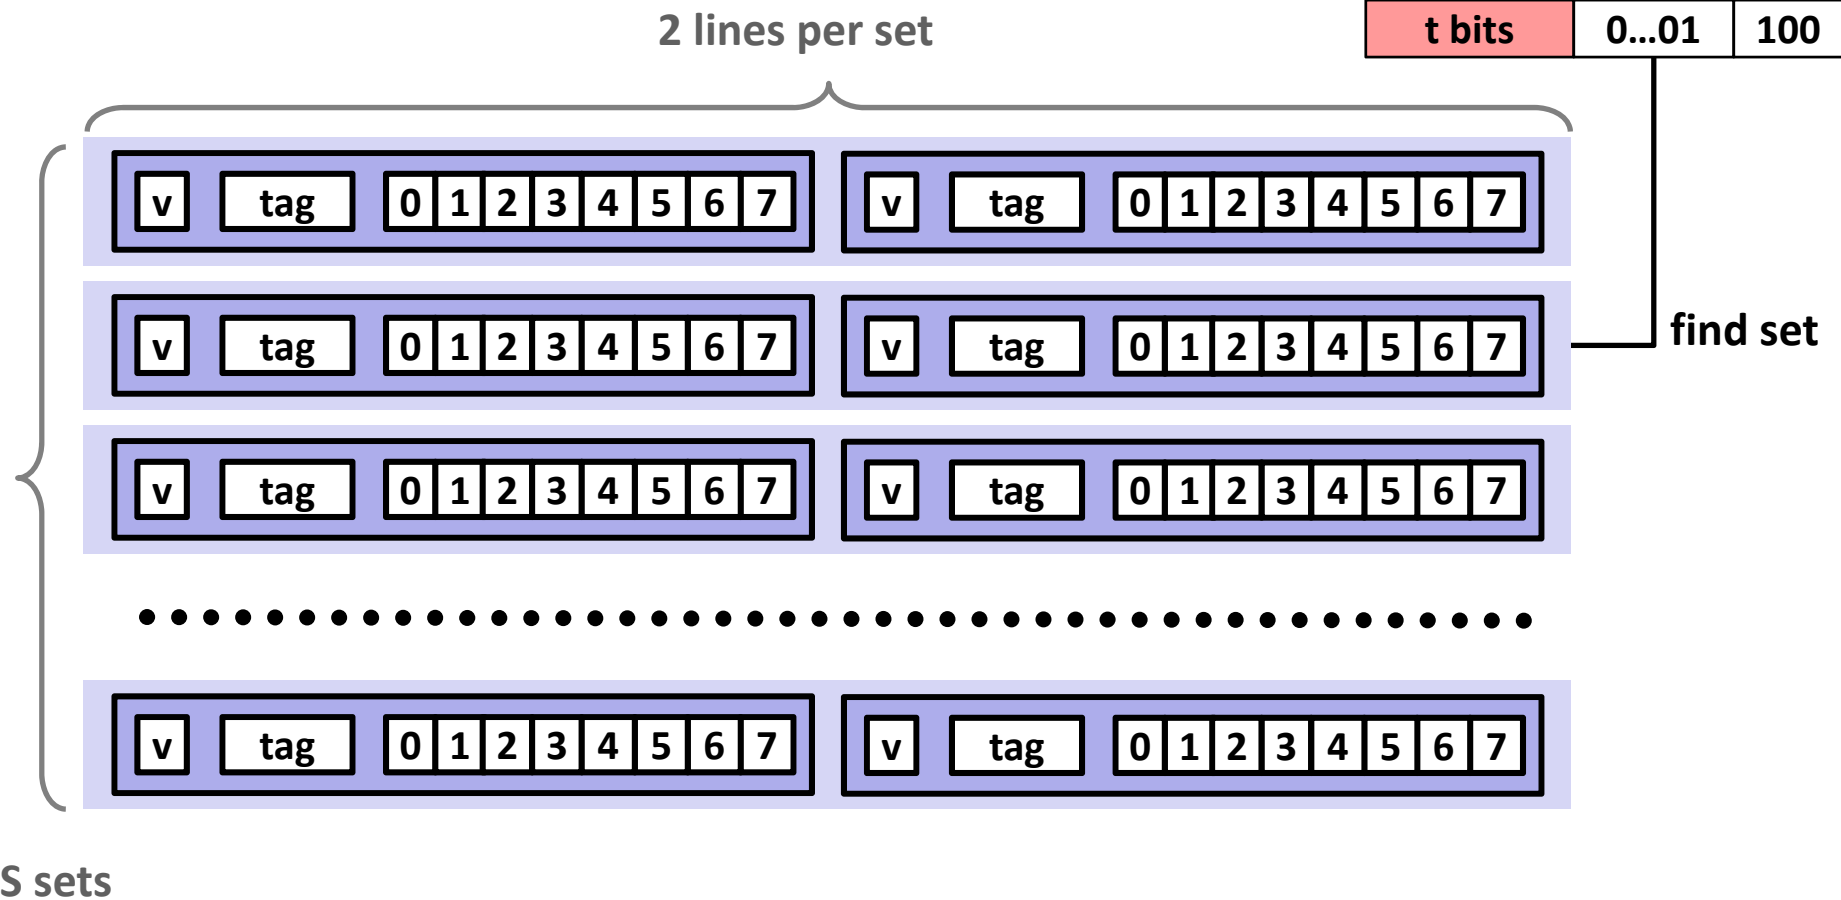 2 lines per set
t bits 0...01 100
v tag 0 1 2 3 4 5 6 7 v tag 0 1 2 3 4 5 6 7
v tag 0 1 2 3 4 5 6 7 v tag 0 1 2 3 4 5 6 7
find set
v tag 0 1 2 3 4 5 6 7 v tag 0 1 2 3 4 5 6 7
v tag 0 1 2 3 4 5 6 7 v tag 0 1 2 3 4 5 6 7
S sets